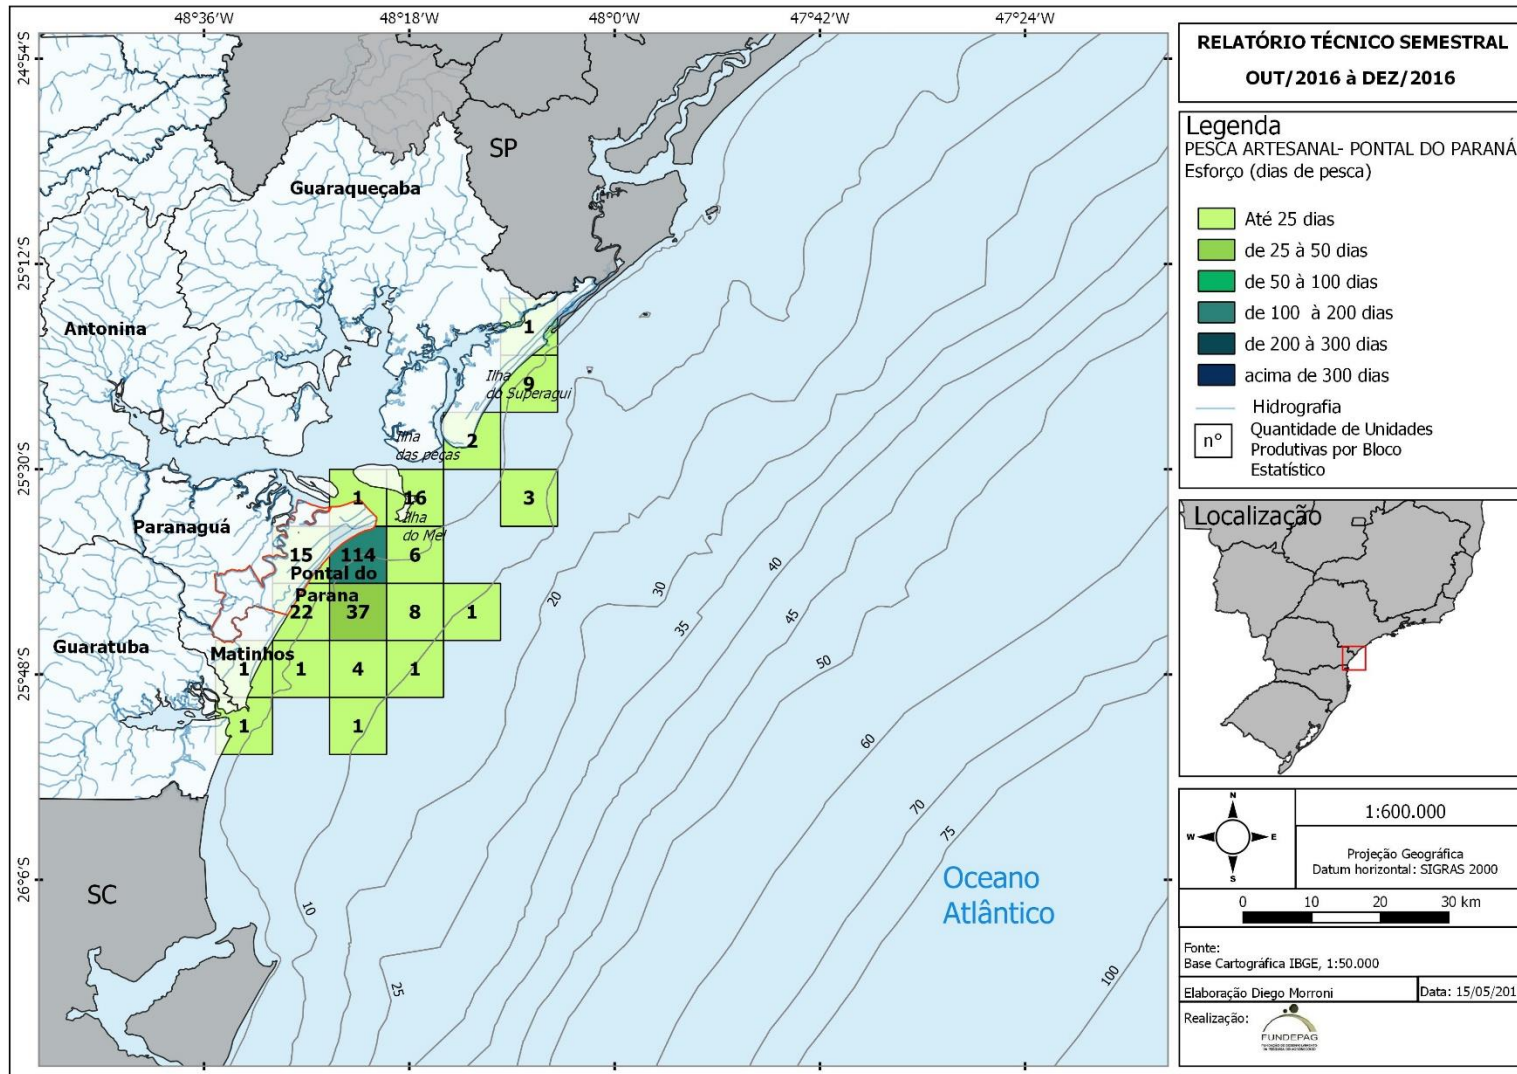 48°36'W
48°18'W
48°0'W
47°42'W
47°24'W
24°54'S
25°12'S
25°30'S
25°48'S
26°6'S
SP
Guaraqueçaba
Antonina
1
9
Ilha
do Superagui
2
Ilha
das peças
1
16
3
Ilha
do Mel
Paranaguá
15
114
6
Pontal do
Parana
22
37
8
1
Guaratuba
Matinhos
1
1
4
1
1
1
SC
10
25
20
30
35
40
45
50
60
70
75
100
Oceano
Atlântico
RELATÓRIO TÉCNICO SEMESTRAL
OUT/2016 à DEZ/2016
Legenda
PESCA ARTESANAL- PONTAL DO PARANÁ
Esforço (dias de pesca)
Até 25 dias
de 25 à 50 dias
de 50 à 100 dias
de 100 à 200 dias
de 200 à 300 dias
acima de 300 dias
Hidrografia
nº
Quantidade de Unidades
Produtivas por Bloco
Estatístico
Localização
N
W
E
S
1:600.000
Projeção Geográfica
Datum horizontal: SIGRAS 2000
0 10 20 30 km
Fonte:
Base Cartográfica IBGE, 1:50.000
Elaboração Diego Morroni
Data: 15/05/201
Realização:
FUNDEPAG